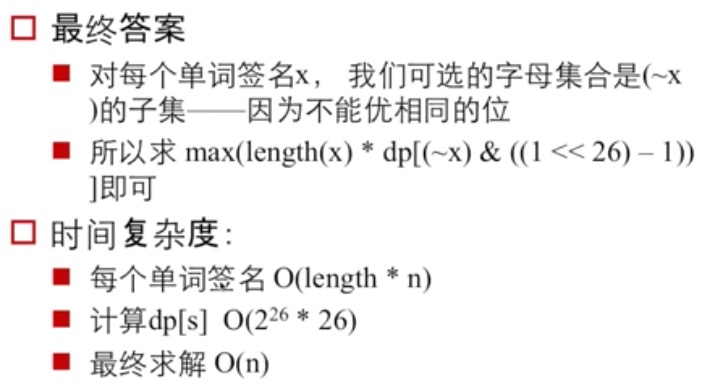 最终答案
对每个单词签名x， 我们可选的字母集合是(~x
)的子集——因为不能优相同的位
所以求 max(length(x) * dp[(~x) & ((1 << 26) – 1))
]即可
时间复杂度：
每个单词签名 O(length * n)
计算dp[s]  O(2²⁶ * 26)
最终求解 O(n)